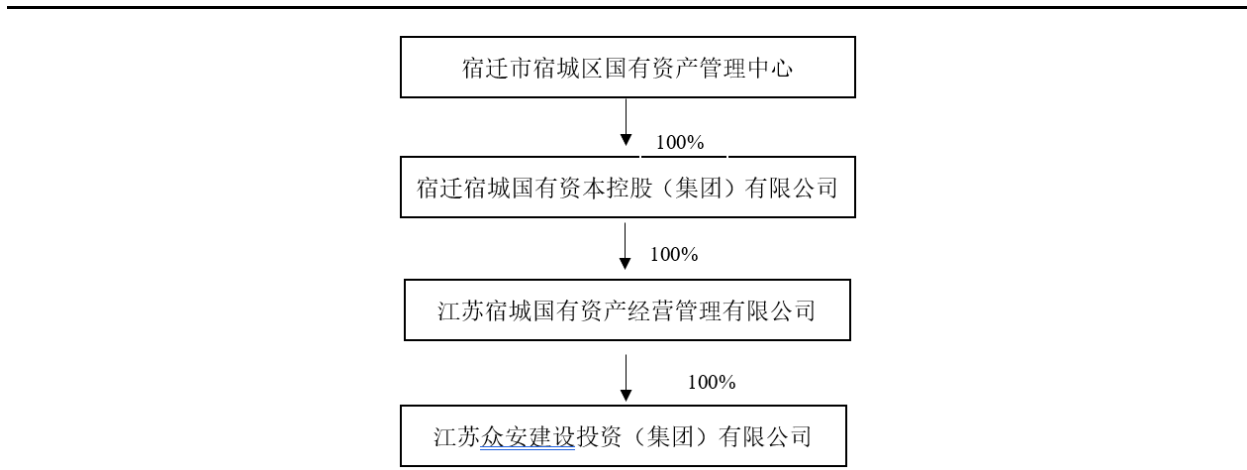 宿迁市宿城区国有资产管理中心
100%
宿迁宿城国有资本控股（集团）有限公司
100%
江苏宿城国有资产经营管理有限公司
100%
江苏众安建设投资（集团）有限公司